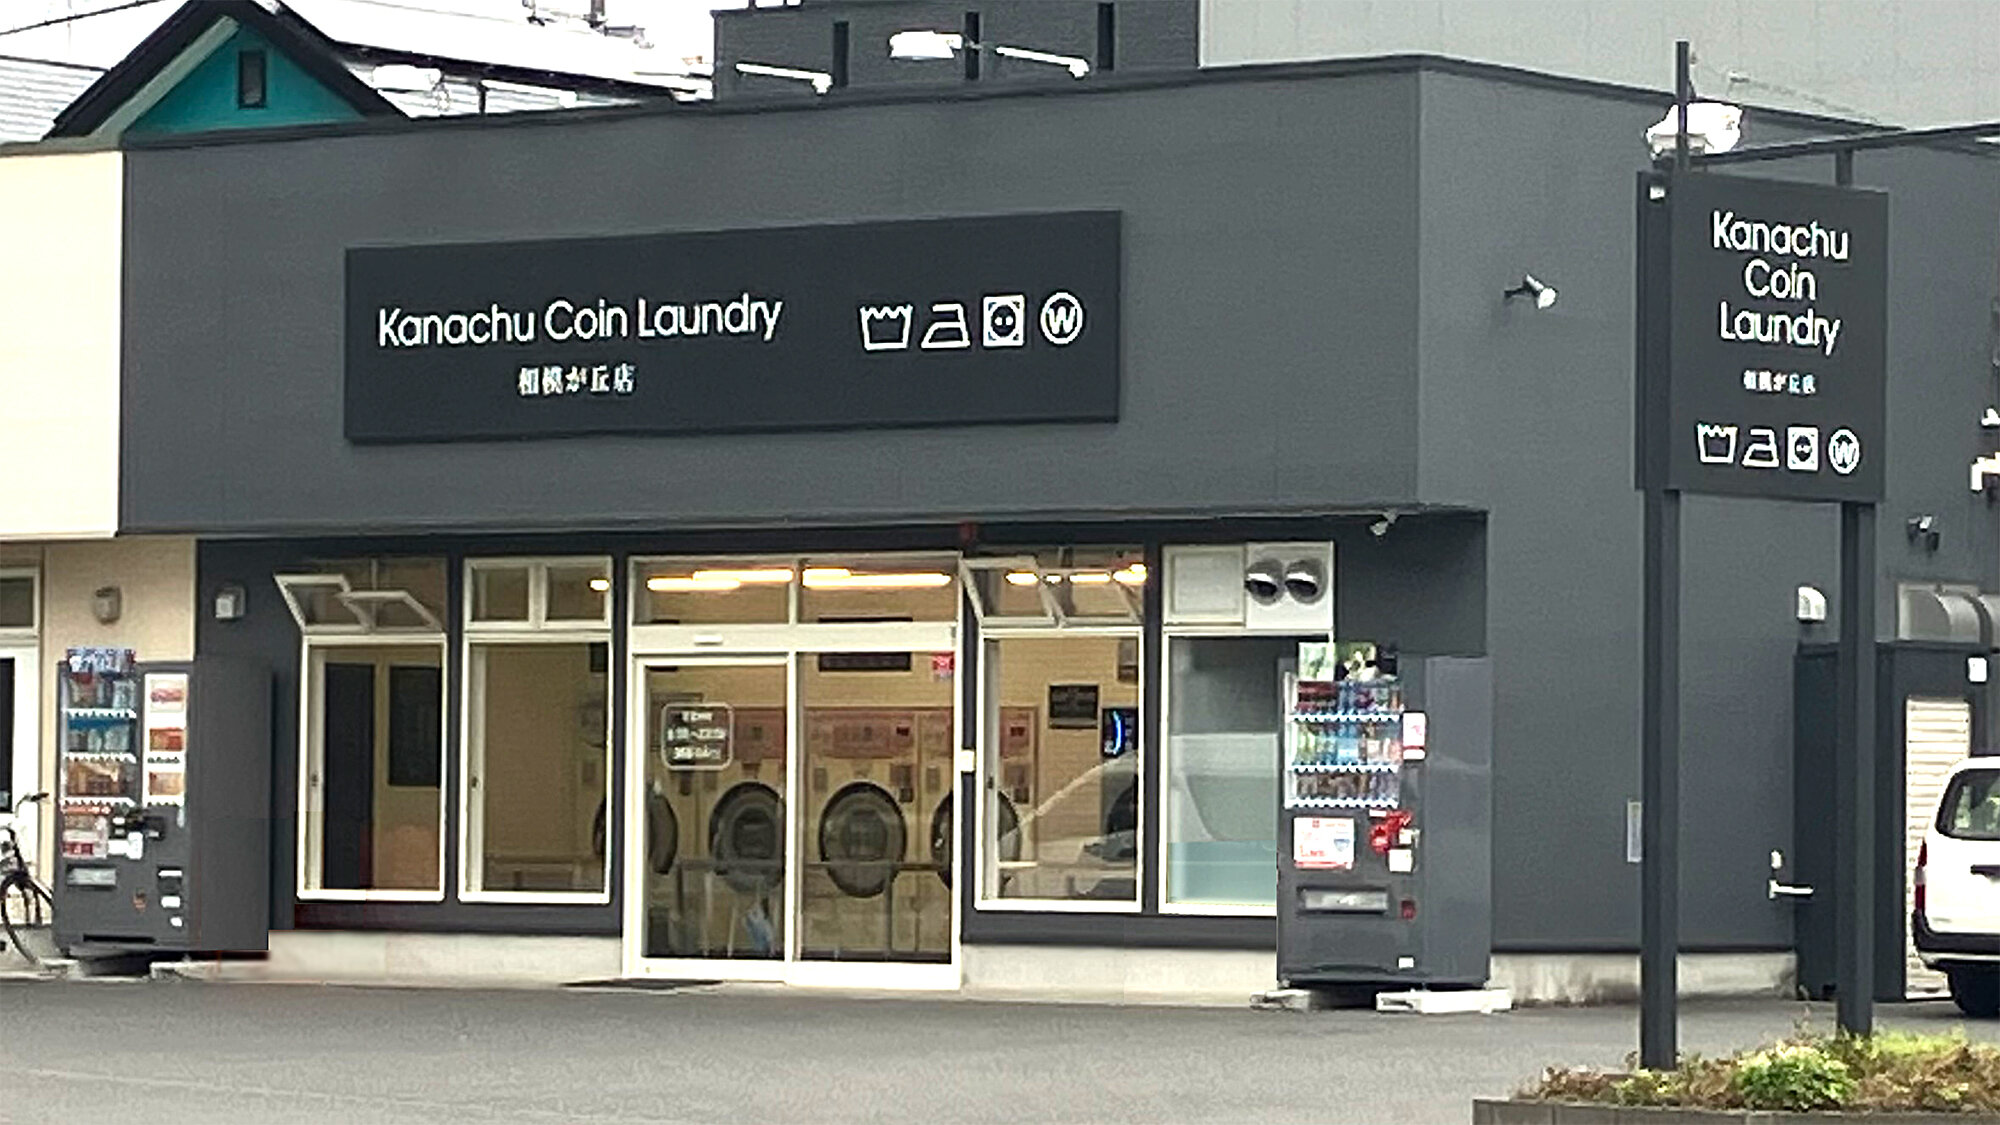 Kanachu Coin Laundry
相模が丘店
W
Kanachu
Coin
Laundry
相模が丘店
W